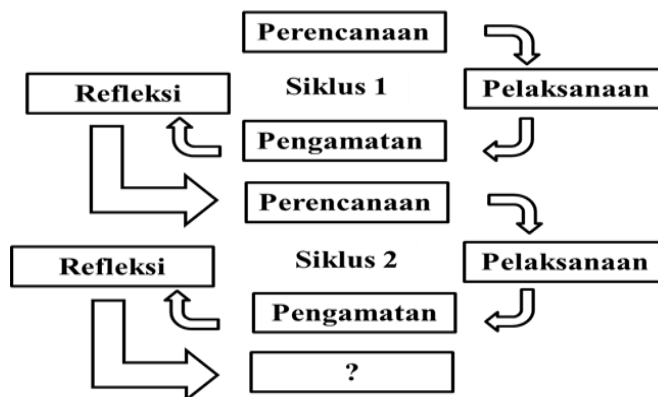 Perencanaan
Refleksi
Siklus 1
Pelaksanaan
Pengamatan
Perencanaan
Refleksi
Siklus 2
Pelaksanaan
Pengamatan
?